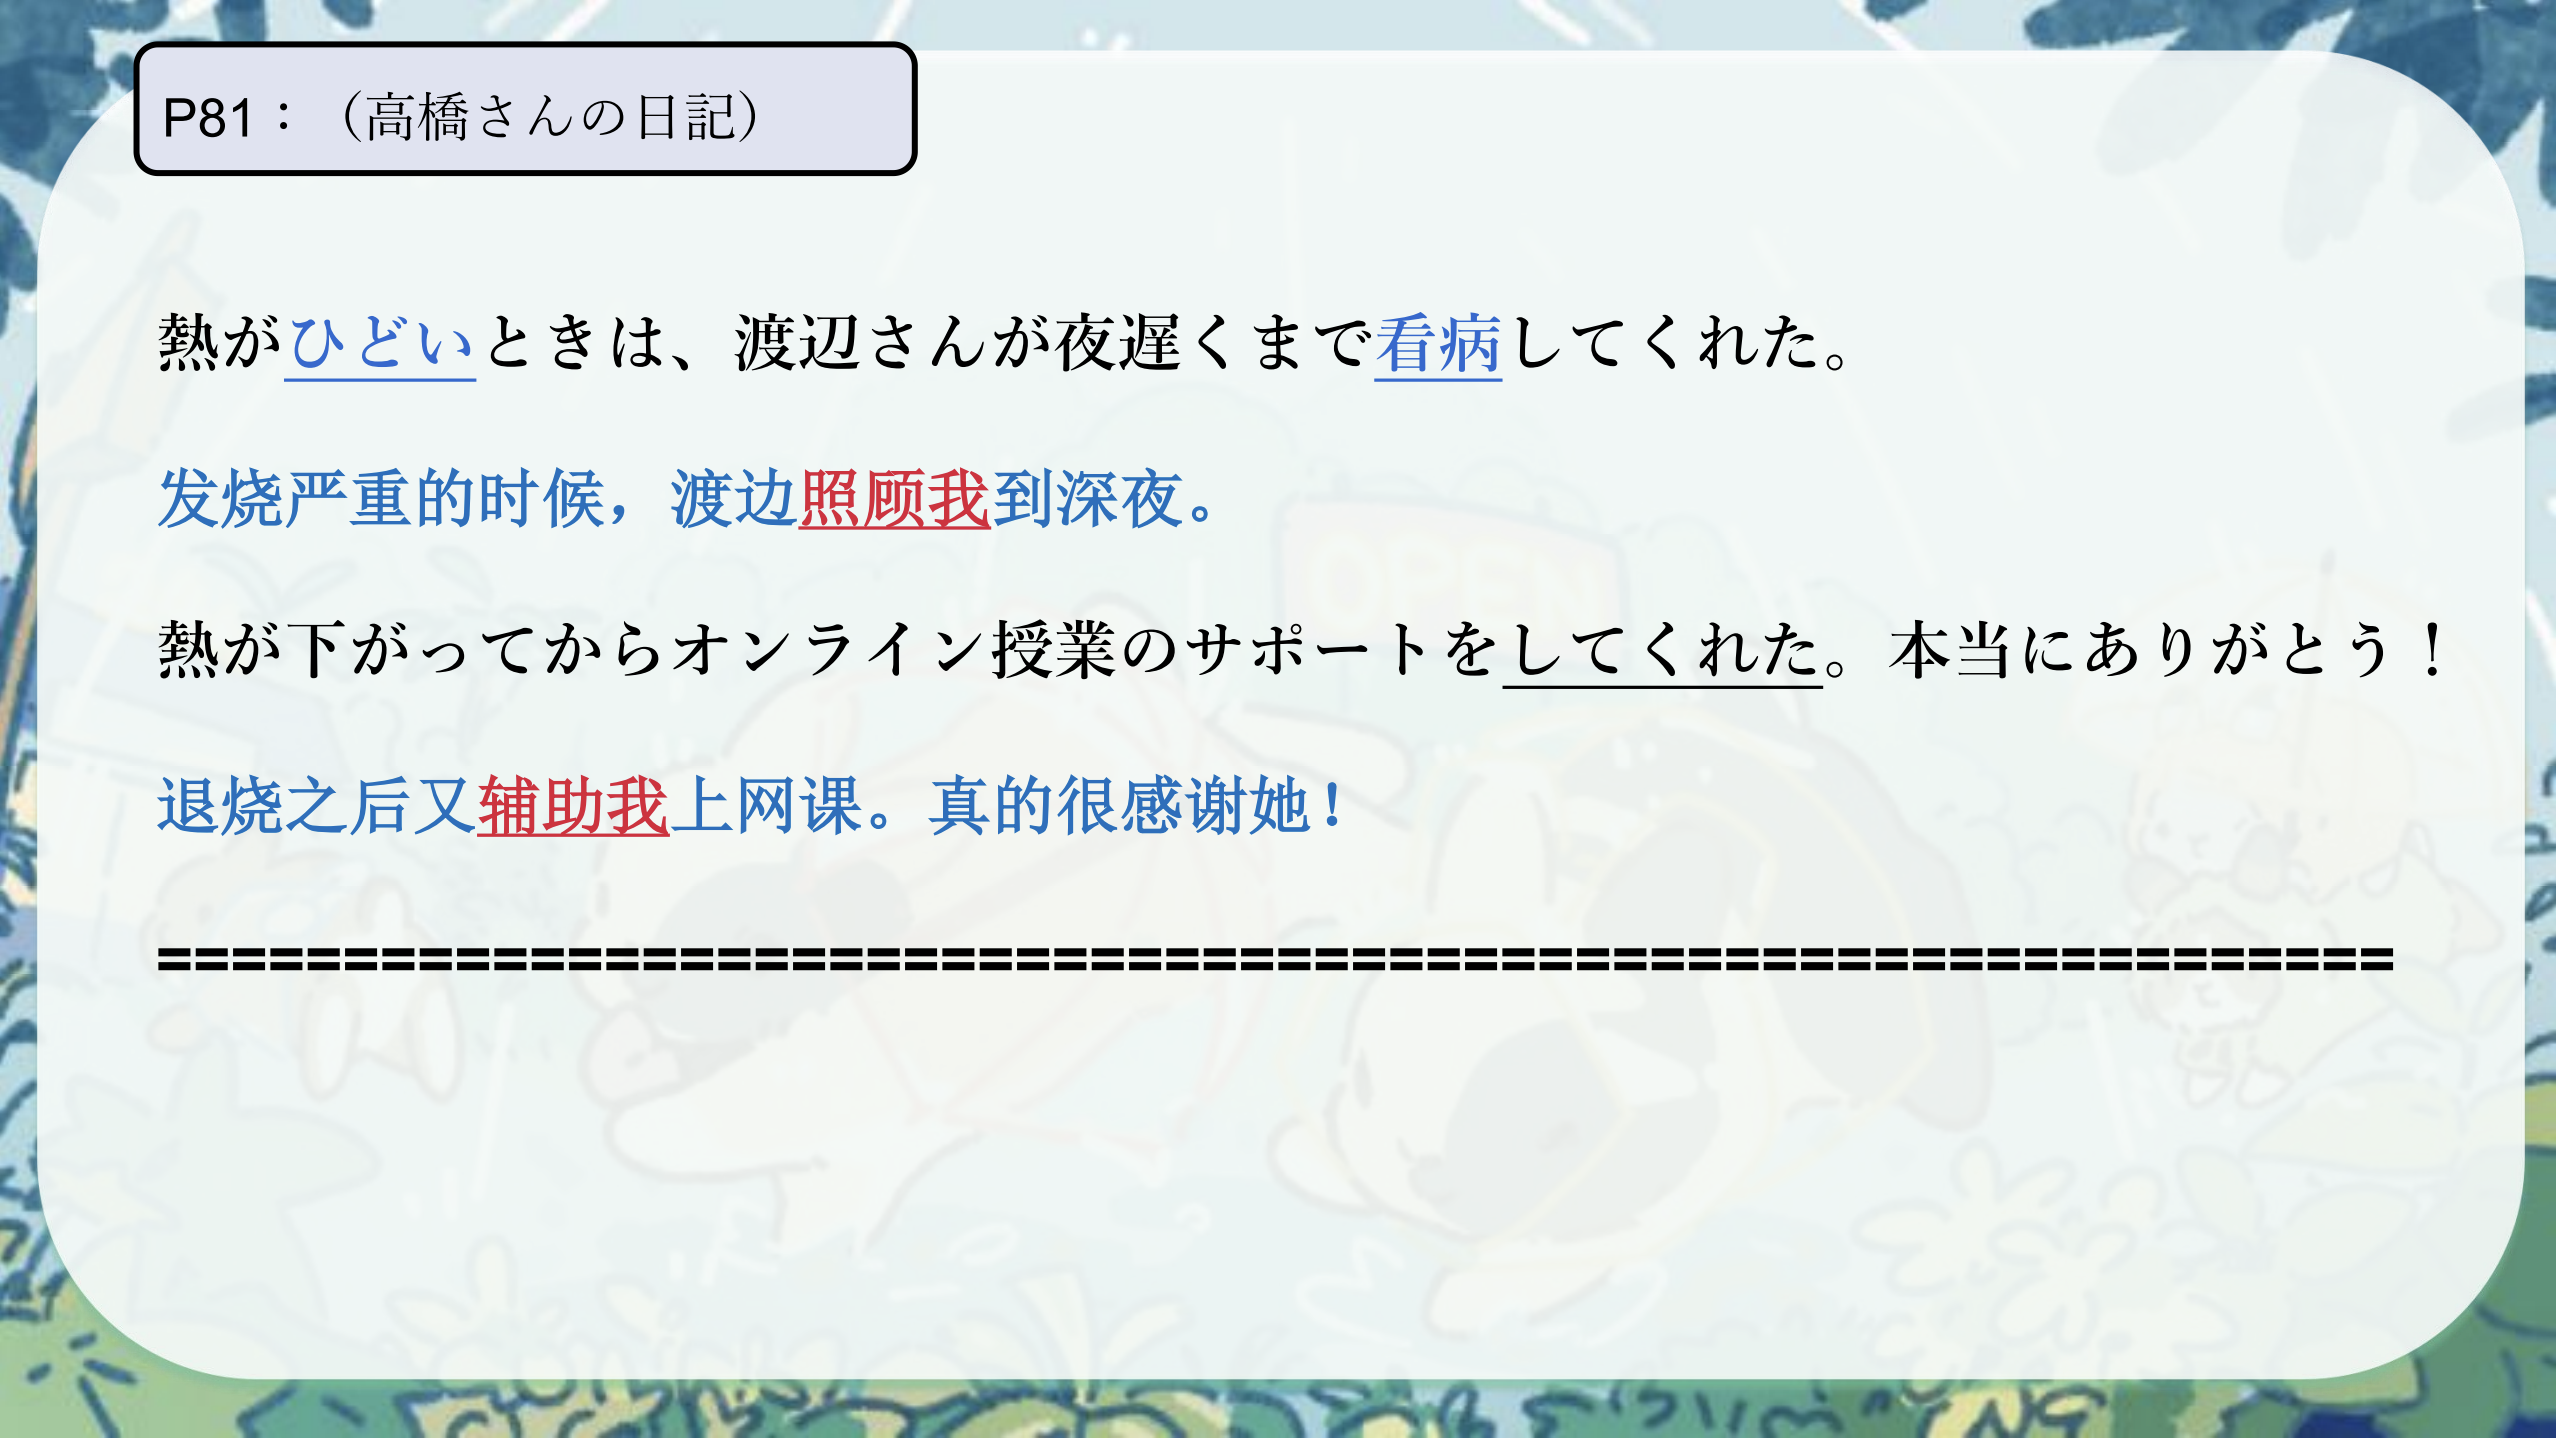 P81：（高橋さんの日記）
熱がひどいときは、渡辺さんが夜遅くまで看病してくれた。
发烧严重的时候，渡边照顾我到深夜。
熱が下がってからオンライン授業のサポートをしてくれた。本当にありがとう！
退烧之后又辅助我上网课。真的很感谢她！
============================================================
OPEN